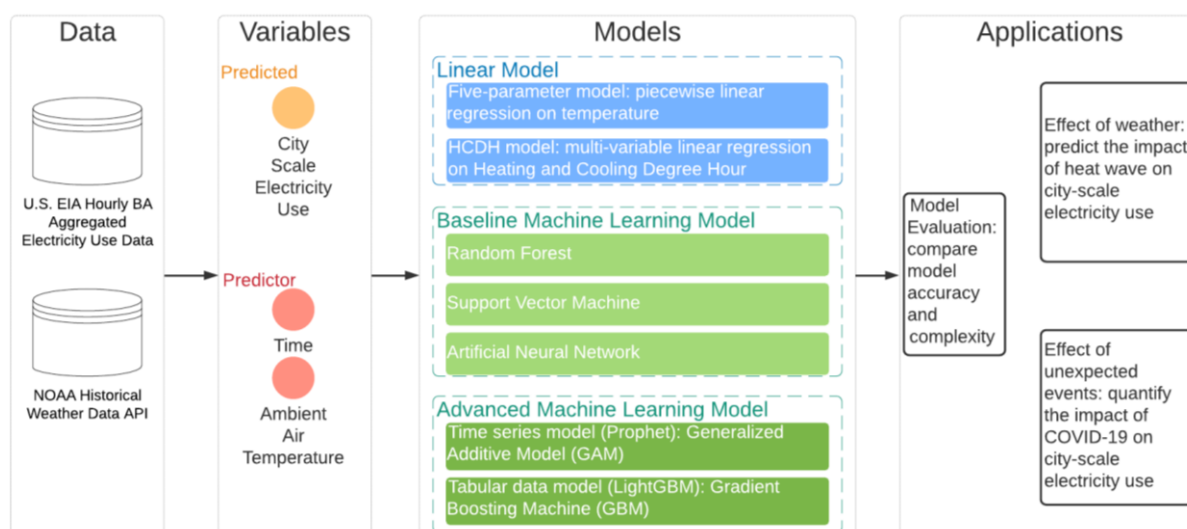 Data
U.S. EIA Hourly BA
Aggregated
Electricity Use Data
NOAA Historical
Weather Data API
Variables
Predicted
City
Scale
Electricity
Use
Predictor
Time
Ambient
Air
Temperature
Models
Linear Model
Five-parameter model: piecewise linear
regression on temperature
HCDH model: multi-variable linear regression
on Heating and Cooling Degree Hour
Baseline Machine Learning Model
Random Forest
Support Vector Machine
Artificial Neural Network
Advanced Machine Learning Model
Time series model (Prophet): Generalized
Additive Model (GAM)
Tabular data model (LightGBM): Gradient
Boosting Machine (GBM)
Applications
Model
Evaluation:
compare
model
accuracy
and
complexity
Effect of weather:
predict the impact
of heat wave on
city-scale
electricity use
Effect of
unexpected
events: quantify
the impact of
COVID-19 on
city-scale
electricity use